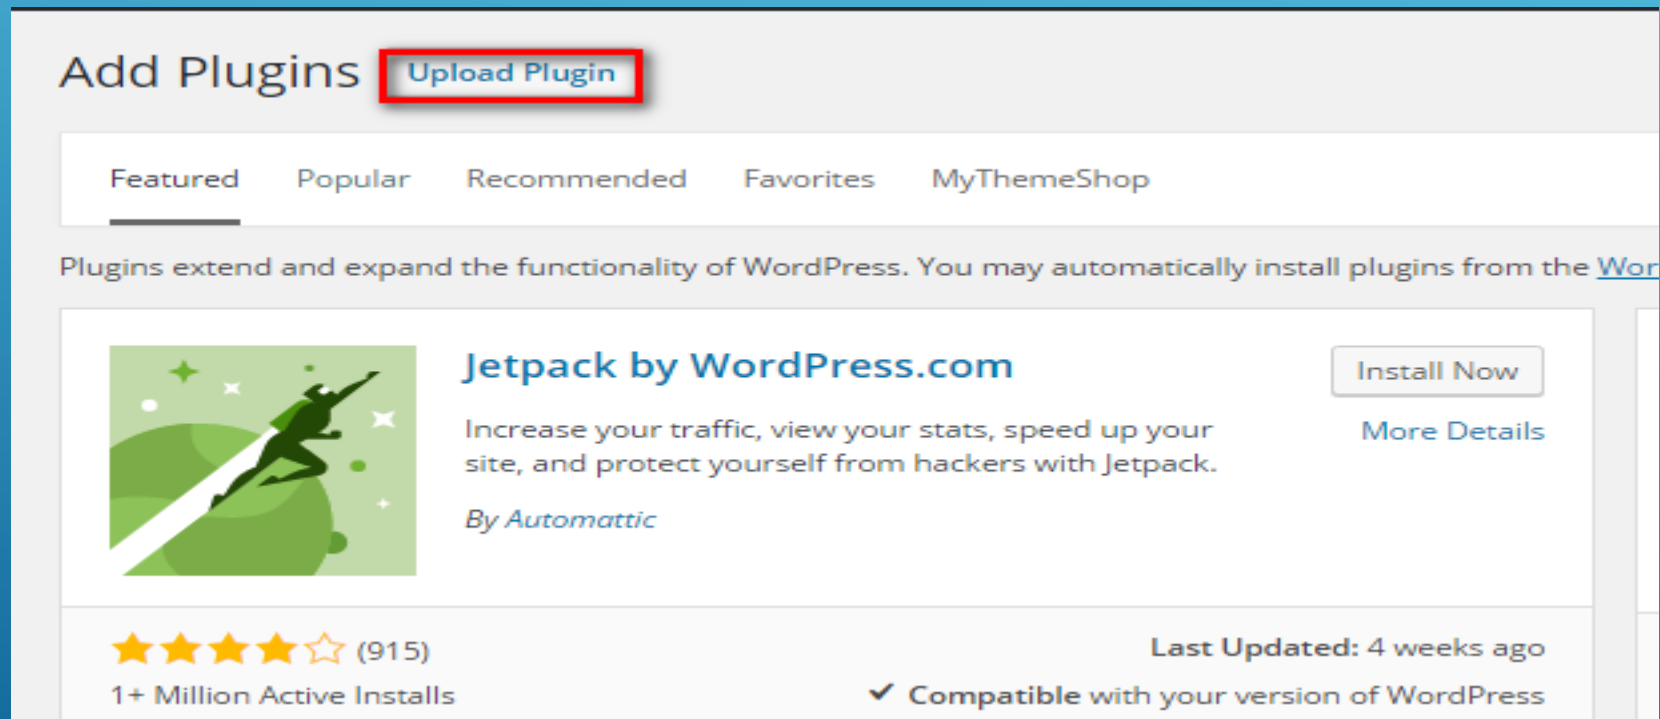 Add Plugins Upload Plugin
Featured Popular Recommended Favorites MyThemeShop
Plugins extend and expand the functionality of WordPress. You may automatically install plugins from the Wor
Jetpack by WordPress.com
Install Now
Increase your traffic, view your stats, speed up your
site, and protect yourself from hackers with Jetpack.
More Details
By Automattic
(915)
Last Updated: 4 weeks ago
1+ Million Active Installs
✔ Compatible with your version of WordPress